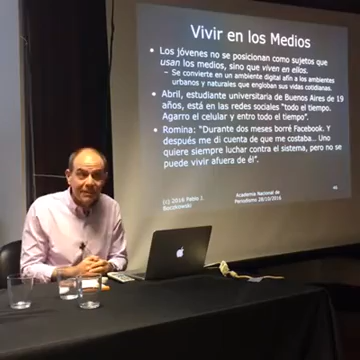 Vivir en los Medios
• Los jóvenes no se posicionan como sujetos que
usan los medios, sino que viven en ellos.
– Se convierte en un ambiente digital afín a los ambientes
urbanos y naturales que engloban sus vidas cotidianas.
• Abril, estudiante universitaria de Buenos Aires de 19
años, está en las redes sociales “todo el tiempo.
Agarro el celular y entro todo el tiempo”.
• Romina: “Durante dos meses borré Facebook. Y
después me di cuenta de que me costaba... Uno
quiere siempre luchar contra el sistema, pero no se
puede vivir afuera de él”.
(c) 2016 Pablo J.
Boczkowski
Academia Nacional de
Periodismo 28/10/2016